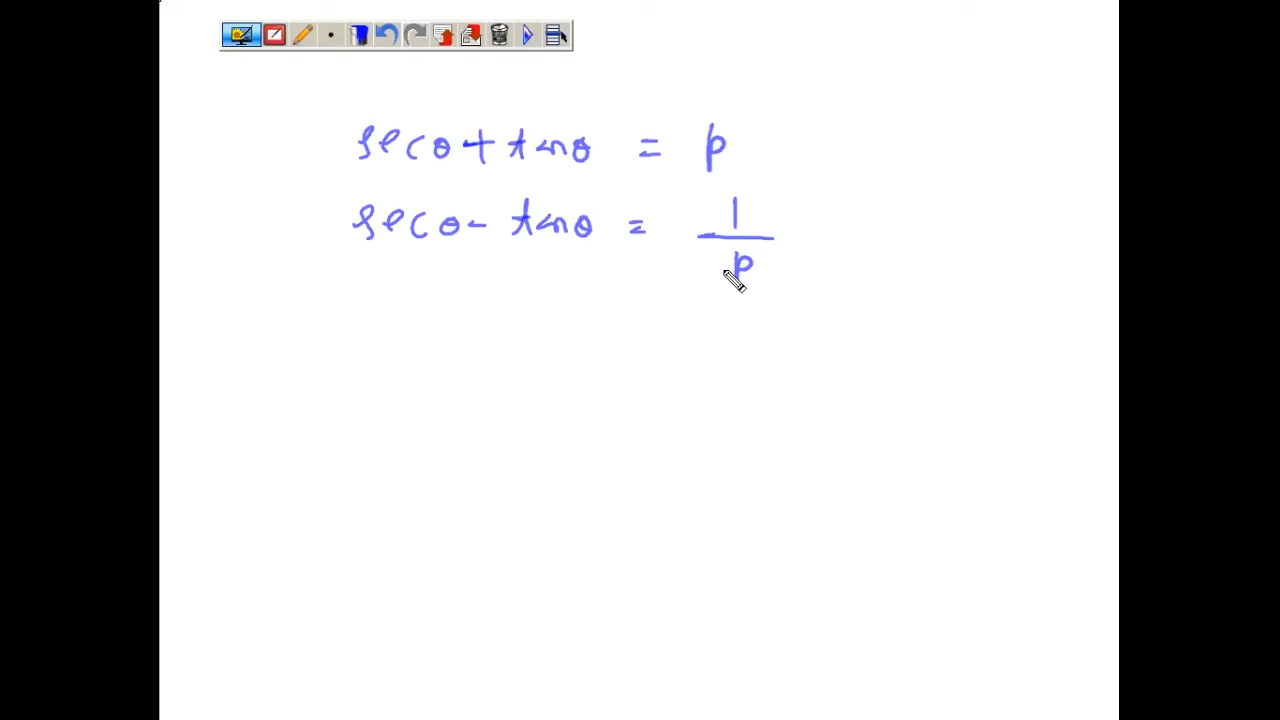 secθ + tanθ = p
secθ - tanθ = 1/p